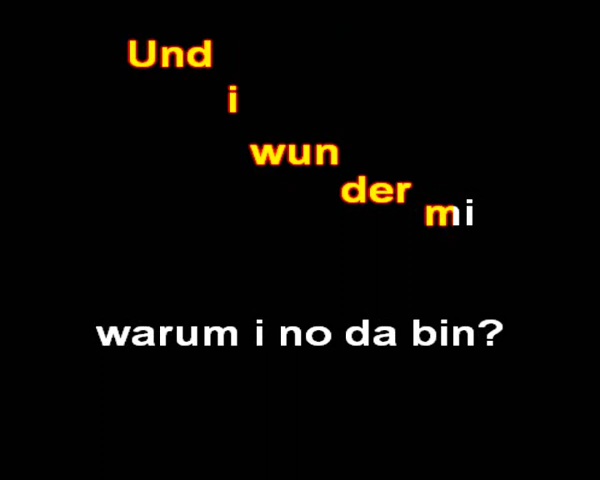 Und
i
wun
der
mi
warum i no da bin?